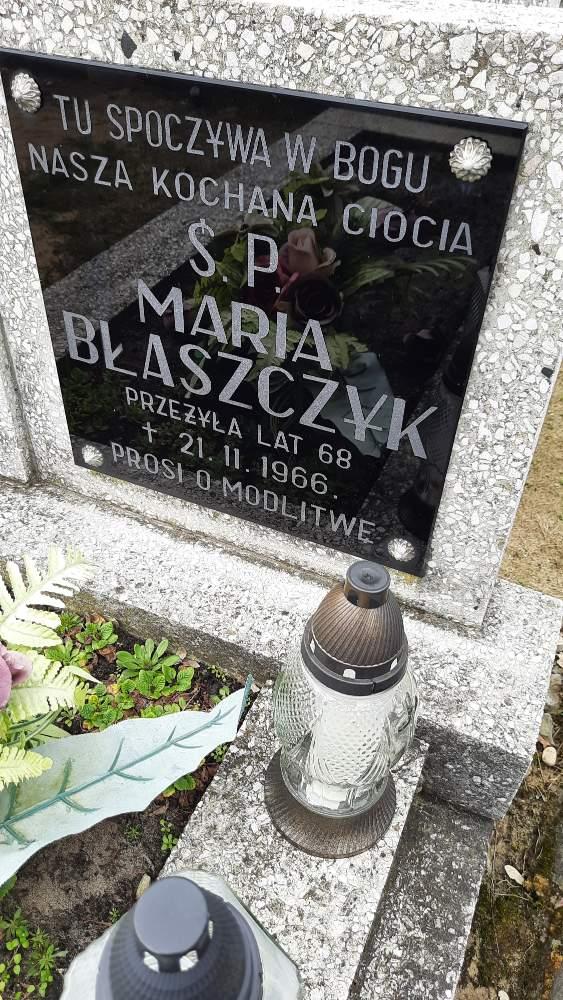 TU SPOCZYWA W BOGU
NASZA KOCHANA CIOCIA
Ś. P.
MARIA
BŁASZCZYK
PRZEŻYŁA LAT 68
† 21. 11. 1966.
PROSI O MODLITWĘ